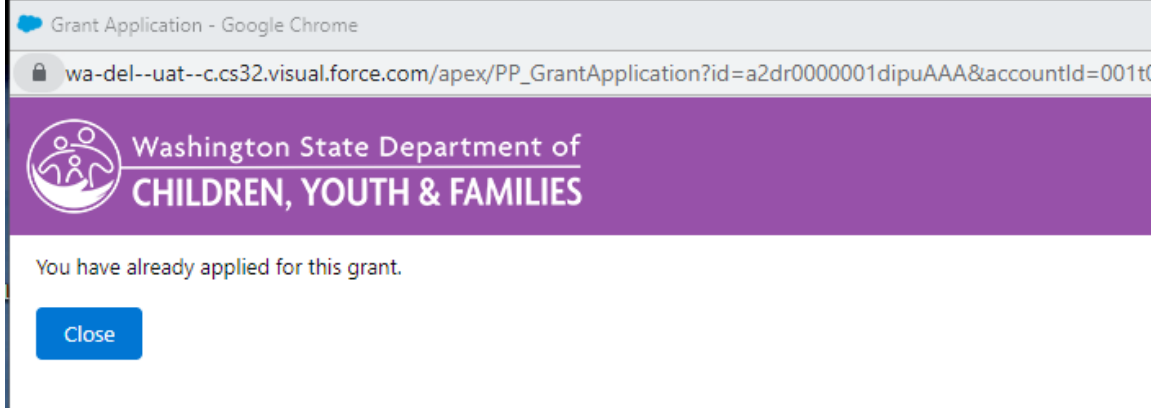 Grant Application - Google Chrome
wa-del--uat--c.cs32.visual.force.com/apex/PP_GrantApplication?id=a2dr0000001dipuAAA&accountId=001t0
Washington State Department of
CHILDREN, YOUTH & FAMILIES
You have already applied for this grant.
Close